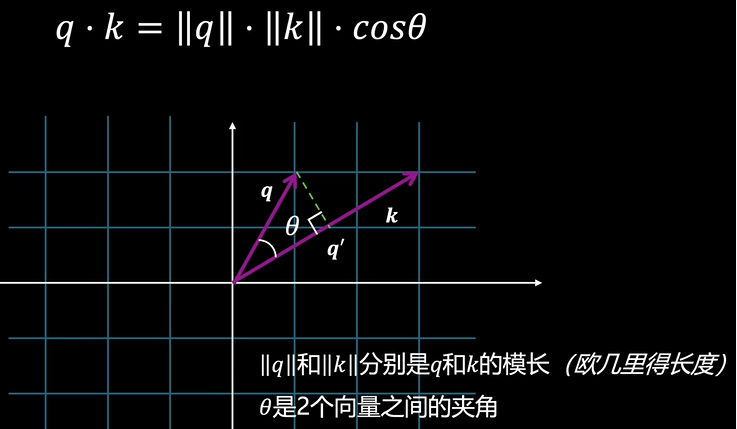 q · k = ‖q‖ · ‖k‖ · cosθ
q
θ
k
q′
‖q‖和‖k‖分别是q和k的模长（欧几里得长度）
θ是2个向量之间的夹角